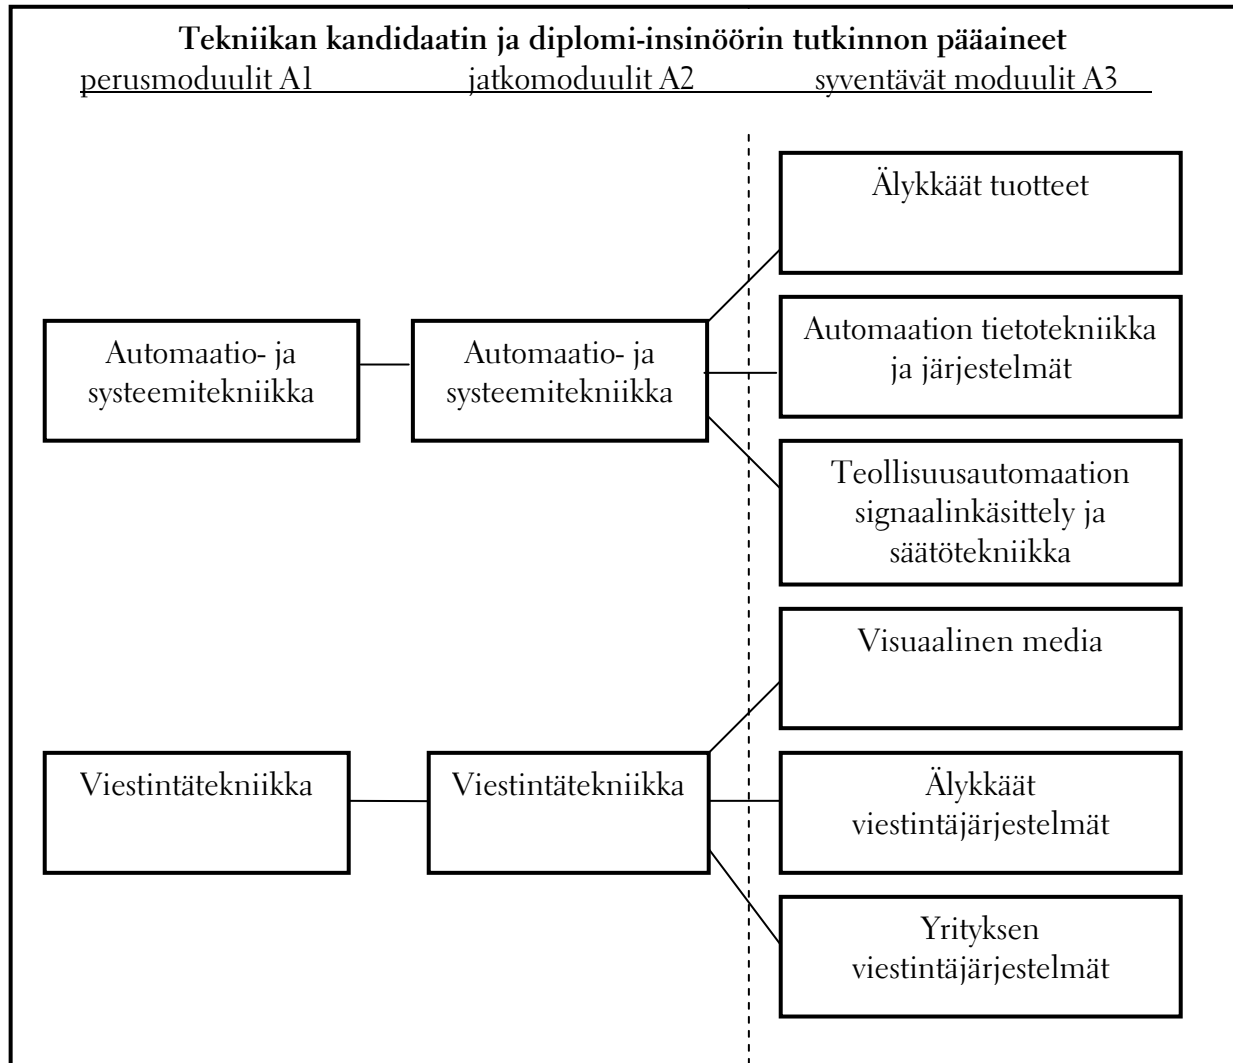 Tekniikan kandidaatin ja diplomi-insinöörin tutkinnon pääaineet
perusmoduulit A1 jatkomoduulit A2 syventävät moduulit A3
Älykkäät tuotteet
Automaatio- ja
systeemitekniikka
Automaatio- ja
systeemitekniikka
Automaation tietotekniikka
ja järjestelmät
Teollisuusautomaation
signaalinkäsittely ja
säätötekniikka
Visuaalinen media
Viestintätekniikka
Viestintätekniikka
Älykkäät
viestintäjärjestelmät
Yrityksen
viestintäjärjestelmät